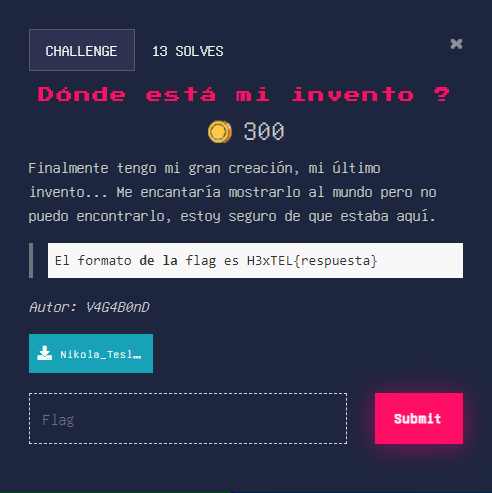 CHALLENGE 13 SOLVES ×
Dónde está mi invento ?
300
Finalmente tengo mi gran creación, mi último
invento... Me encantaría mostrarlo al mundo pero no
puedo encontrarlo, estoy seguro de que estaba aquí.
El formato de la flag es H3xTEL{respuesta}
Autor: V4G4B0nD
Nikola_Tesl…
Flag Submit